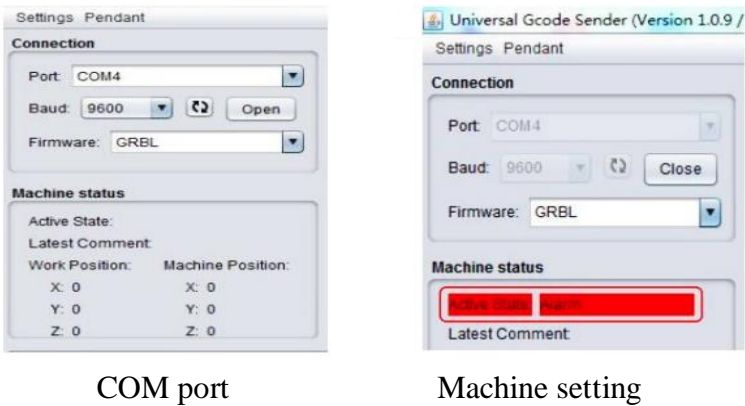 Settings Pendant
Connection
Port: COM4
Baud: 9600 Open
Firmware: GRBL
Machine status
Active State:
Latest Comment:
Work Position: Machine Position:
X: 0 X: 0
Y: 0 Y: 0
Z: 0 Z: 0
COM port
Universal Gcode Sender (Version 1.0.9 /
Settings Pendant
Connection
Port: COM4
Baud: 9600 Close
Firmware: GRBL
Machine status
Active State: Alarm
Latest Comment:
Machine setting